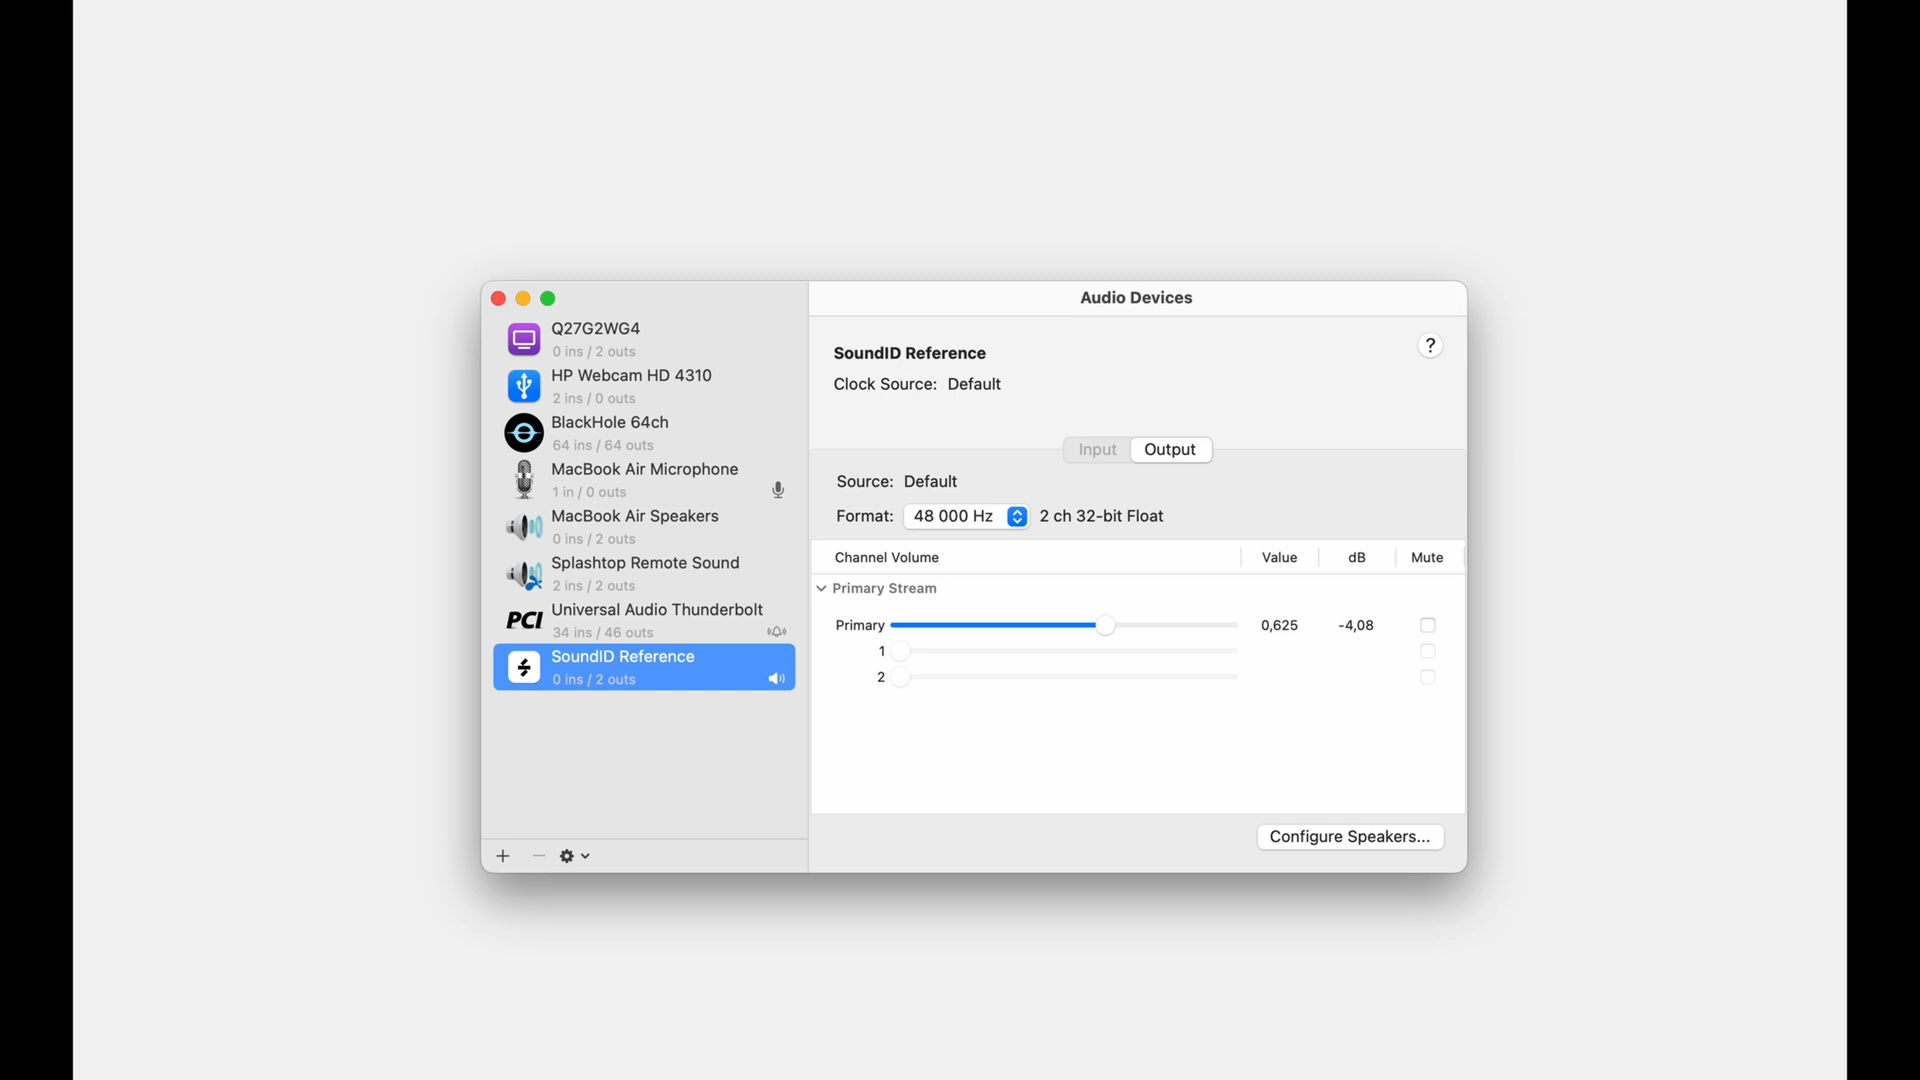 Q27G2WG4
0 ins / 2 outs
HP Webcam HD 4310
2 ins / 0 outs
BlackHole 64ch
64 ins / 64 outs
MacBook Air Microphone
1 in / 0 outs
MacBook Air Speakers
0 ins / 2 outs
Splashtop Remote Sound
2 ins / 2 outs
PCI
Universal Audio Thunderbolt
34 ins / 46 outs
SoundID Reference
0 ins / 2 outs
Audio Devices
SoundID Reference
?
Clock Source: Default
Input Output
Source: Default
Format: 48 000 Hz 2 ch 32-bit Float
Channel Volume Value dB Mute
Primary Stream
Primary 0,625 -4,08
1
2
Configure Speakers...